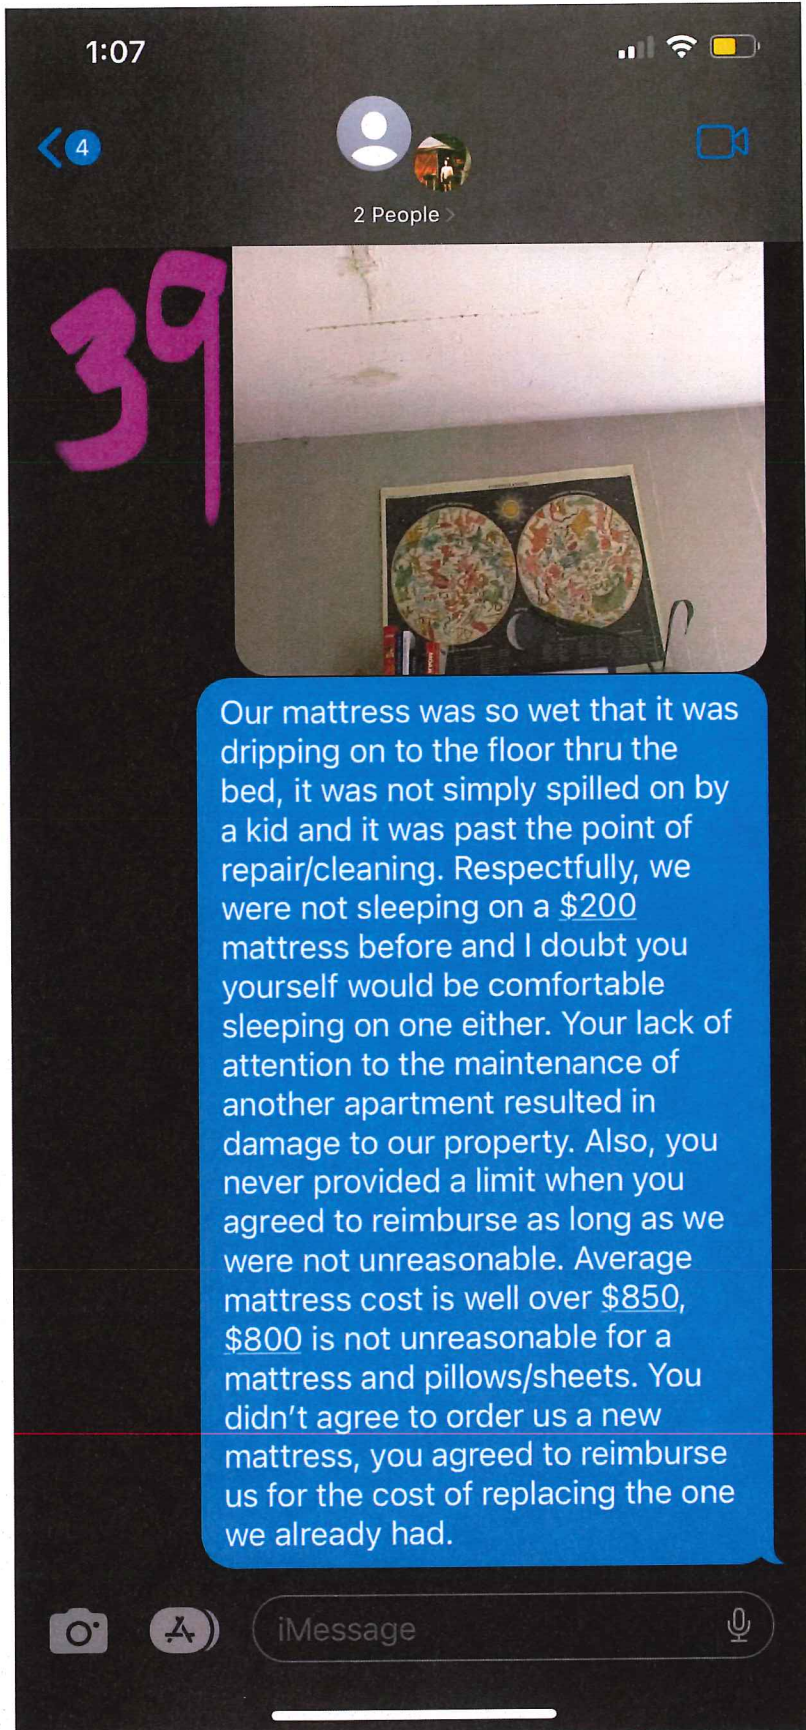 1:07
4
2 People >
39
Our mattress was so wet that it was
dripping on to the floor thru the
bed, it was not simply spilled on by
a kid and it was past the point of
repair/cleaning. Respectfully, we
were not sleeping on a $200
mattress before and I doubt you
yourself would be comfortable
sleeping on one either. Your lack of
attention to the maintenance of
another apartment resulted in
damage to our property. Also, you
never provided a limit when you
agreed to reimburse as long as we
were not unreasonable. Average
mattress cost is well over $850,
$800 is not unreasonable for a
mattress and pillows/sheets. You
didn't agree to order us a new
mattress, you agreed to reimburse
us for the cost of replacing the one
we already had.
iMessage